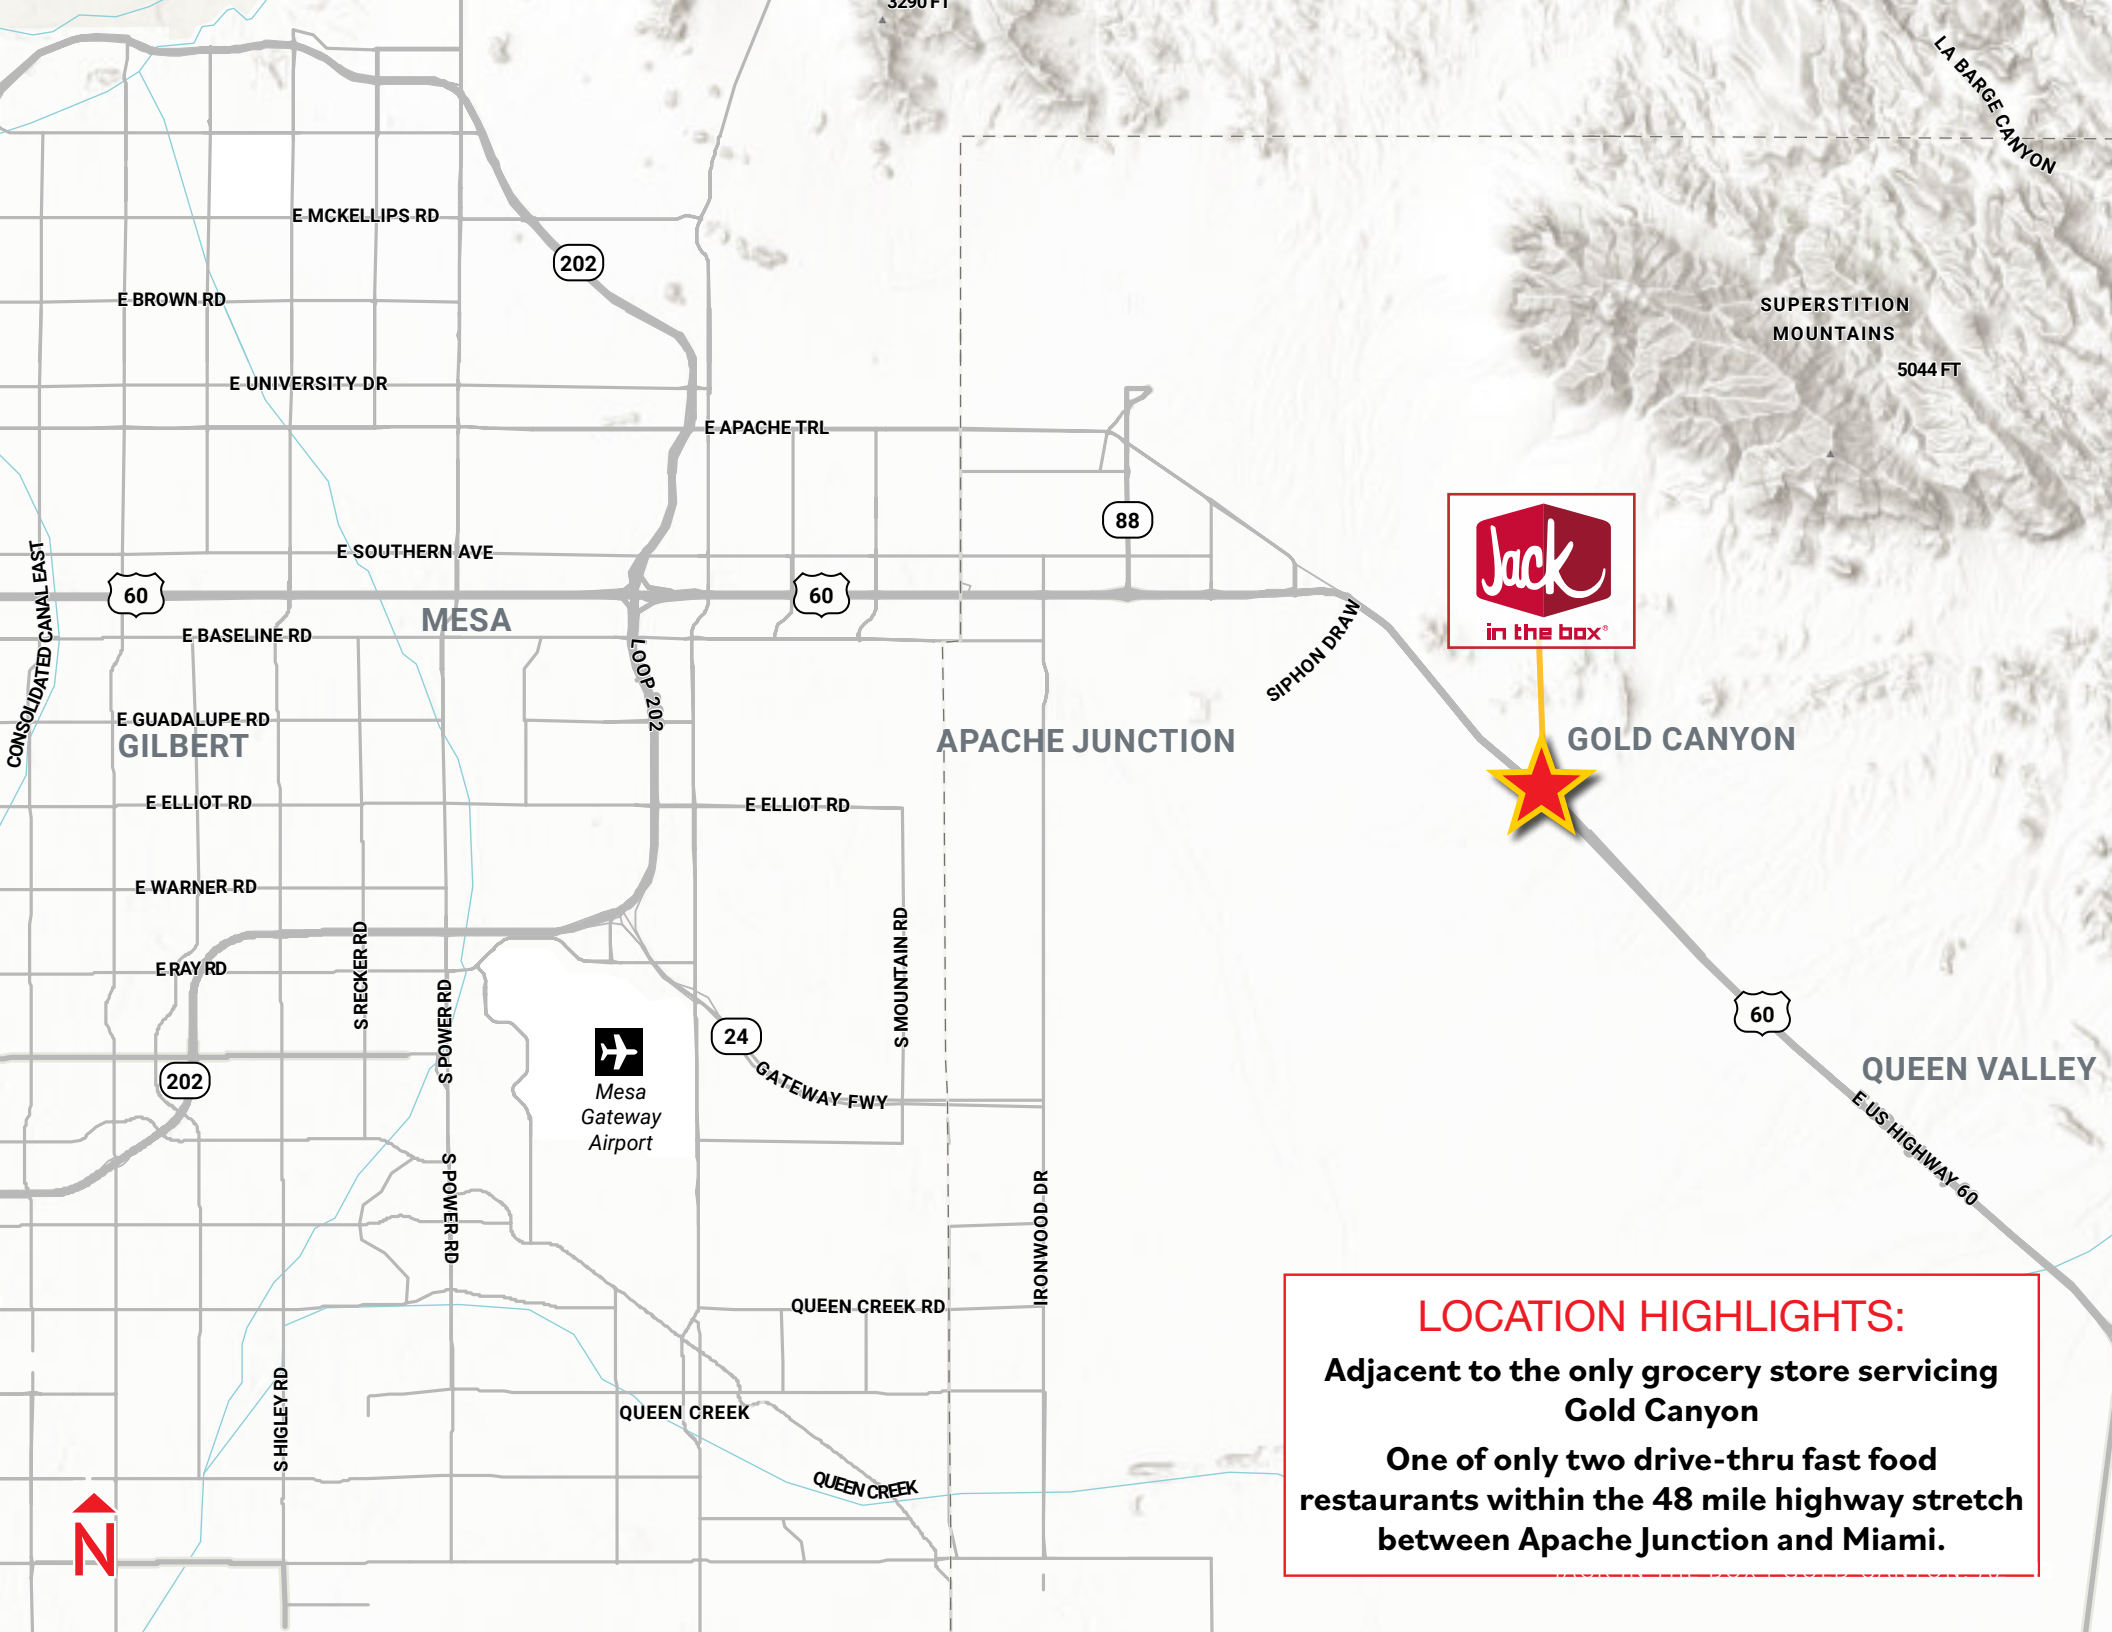 3290 FT
LA BARGE CANYON
E MCKELLIPS RD
202
E BROWN RD
SUPERSTITION
MOUNTAINS
5044 FT
E UNIVERSITY DR
E APACHE TRL
88
Jack
in the box®
E SOUTHERN AVE
60
60
MESA
E BASELINE RD
CONSOLIDATED CANAL EAST
LOOP 202
SIPHON DRAW
E GUADALUPE RD
GILBERT
APACHE JUNCTION
GOLD CANYON
E ELLIOT RD
E ELLIOT RD
E WARNER RD
E RAY RD
S RECKER RD
S POWER RD
S MOUNTAIN RD
60
24
GATEWAY FWY
202
Mesa
Gateway
Airport
QUEEN VALLEY
E US HIGHWAY 60
S POWER RD
IRONWOOD DR
QUEEN CREEK RD
S HIGLEY RD
QUEEN CREEK
QUEEN CREEK
N
LOCATION HIGHLIGHTS:
Adjacent to the only grocery store servicing
Gold Canyon
One of only two drive-thru fast food
restaurants within the 48 mile highway stretch
between Apache Junction and Miami.